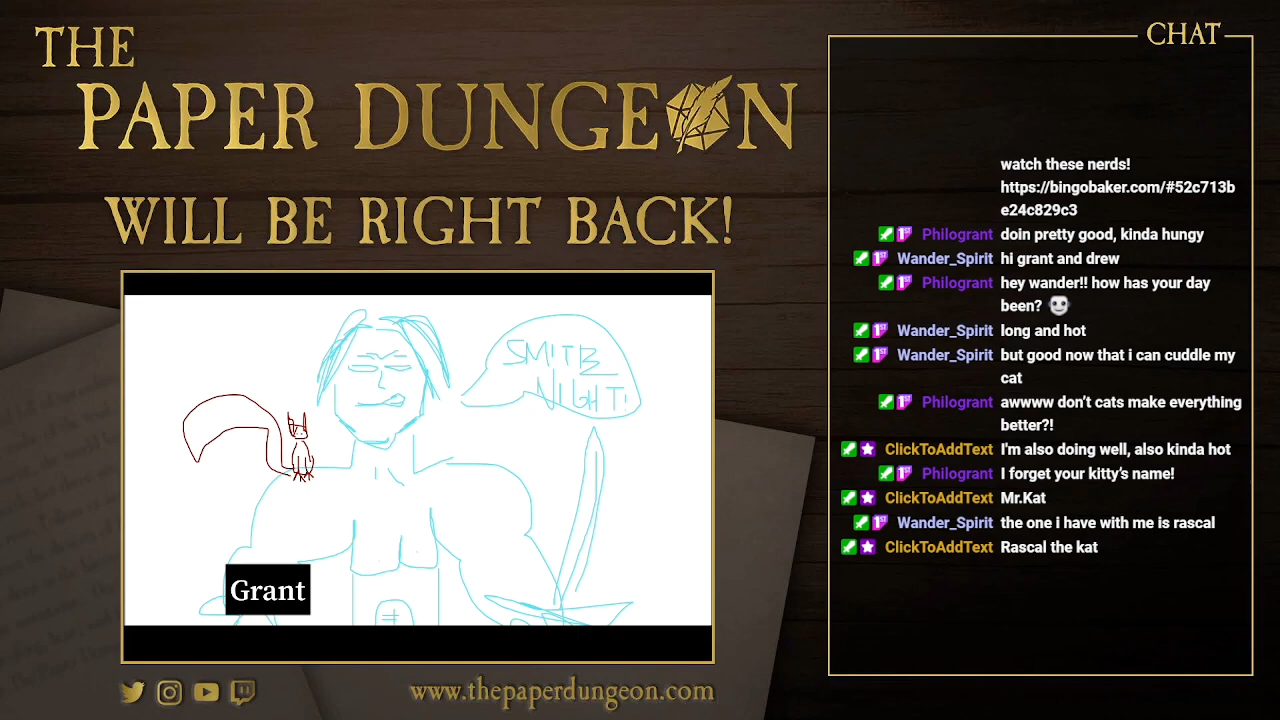 THE
PAPER DUNGEON
WILL BE RIGHT BACK!
SMITE
NIGHT!
Grant
www.thepaperdungeon.com
CHAT
watch these nerds!
https://bingobaker.com/#52c713b
e24c829c3
Philogrant doin pretty good, kinda hungy
Wander_Spirit hi grant and drew
Philogrant hey wander!! how has your day
been?
Wander_Spirit long and hot
Wander_Spirit but good now that i can cuddle my
cat
Philogrant awwww don't cats make everything
better?!
ClickToAddText I'm also doing well, also kinda hot
Philogrant I forget your kitty's name!
ClickToAddText Mr.Kat
Wander_Spirit the one i have with me is rascal
ClickToAddText Rascal the kat